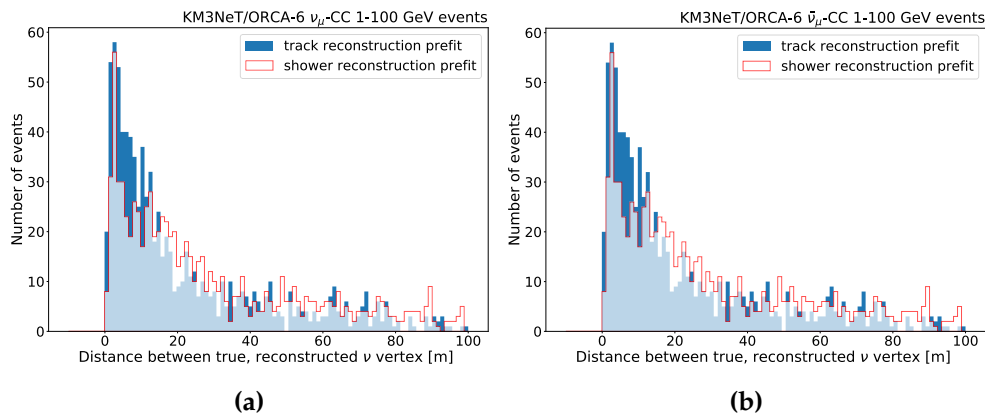 KM3NeT/ORCA-6 νμ-CC 1-100 GeV events
track reconstruction prefit
shower reconstruction prefit
Number of events
60
50
40
30
20
10
0
0 20 40 60 80 100
Distance between true, reconstructed ν vertex [m]
(a)
KM3NeT/ORCA-6 ν̄μ-CC 1-100 GeV events
track reconstruction prefit
shower reconstruction prefit
Number of events
60
50
40
30
20
10
0
0 20 40 60 80 100
Distance between true, reconstructed ν vertex [m]
(b)